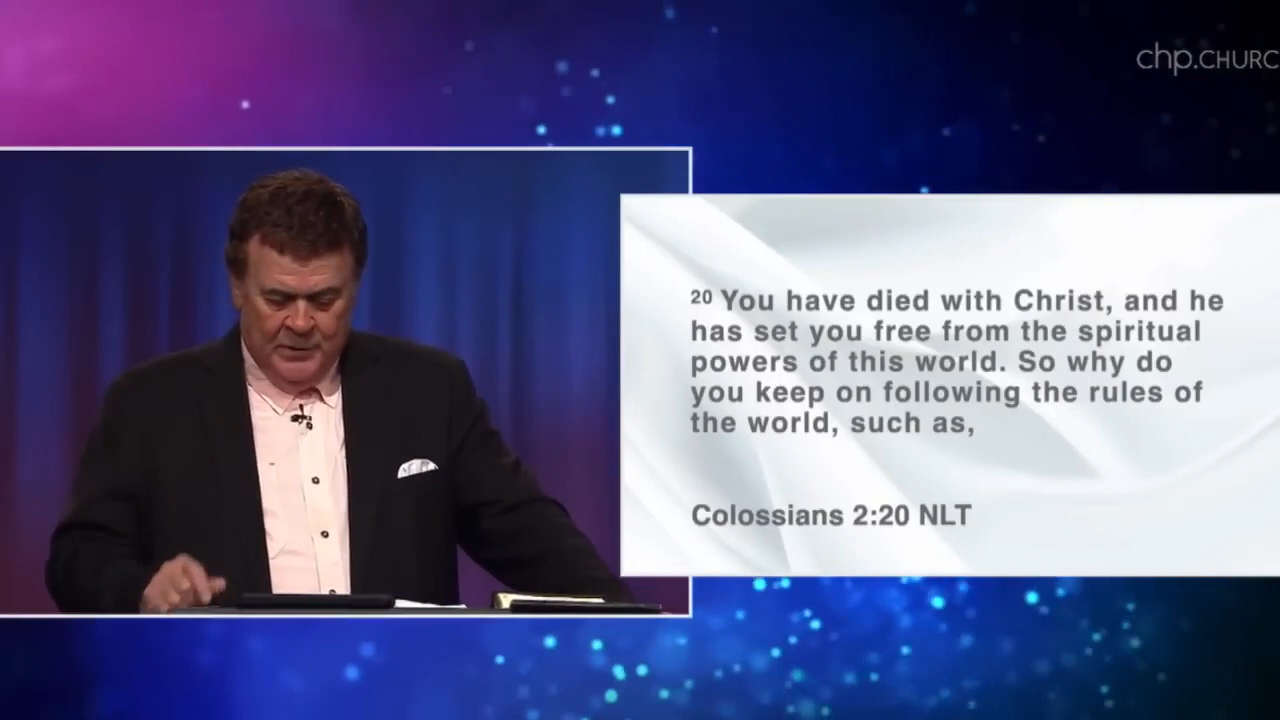 chp.CHURC
20 You have died with Christ, and he
has set you free from the spiritual
powers of this world. So why do
you keep on following the rules of
the world, such as,
Colossians 2:20 NLT